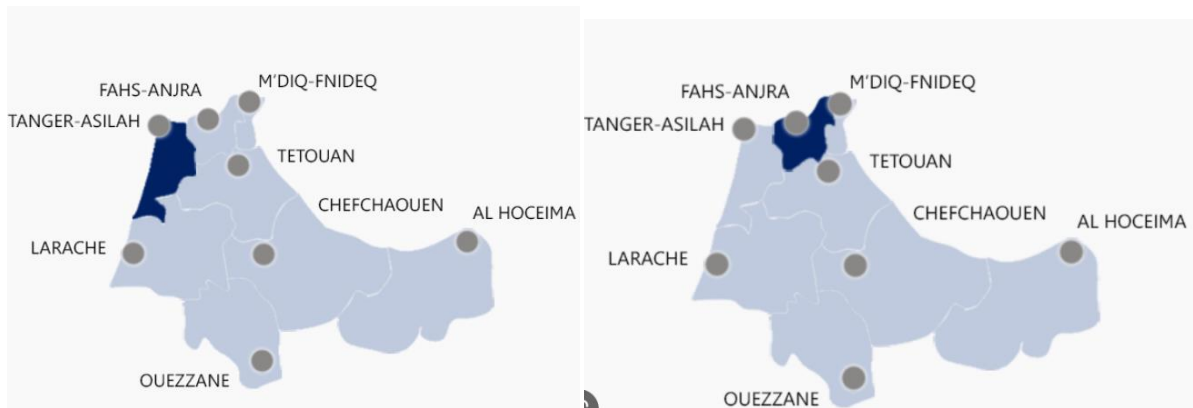 M'DIQ-FNIDEQ
FAHS-ANJRA
TANGER-ASILAH
TETOUAN
CHEFCHAOUEN
AL HOCEIMA
LARACHE
OUEZZANE
M'DIQ-FNIDEQ
FAHS-ANJRA
TANGER-ASILAH
TETOUAN
CHEFCHAOUEN
AL HOCEIMA
LARACHE
OUEZZANE